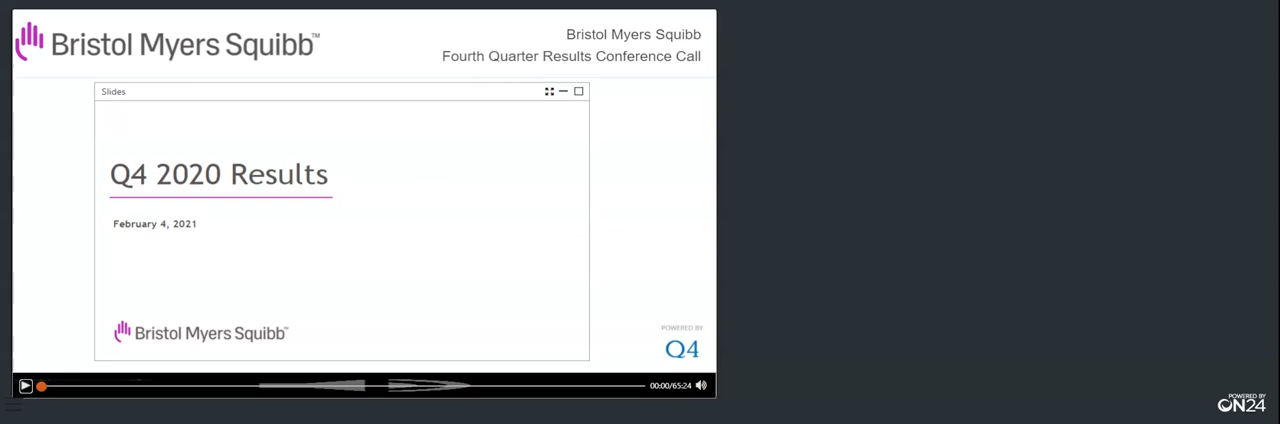 Bristol Myers Squibb™
Bristol Myers Squibb
Fourth Quarter Results Conference Call
Slides
Q4 2020 Results
February 4, 2021
Bristol Myers Squibb™
POWERED BY
Q4
00:00/65:24
POWERED BY
ON24